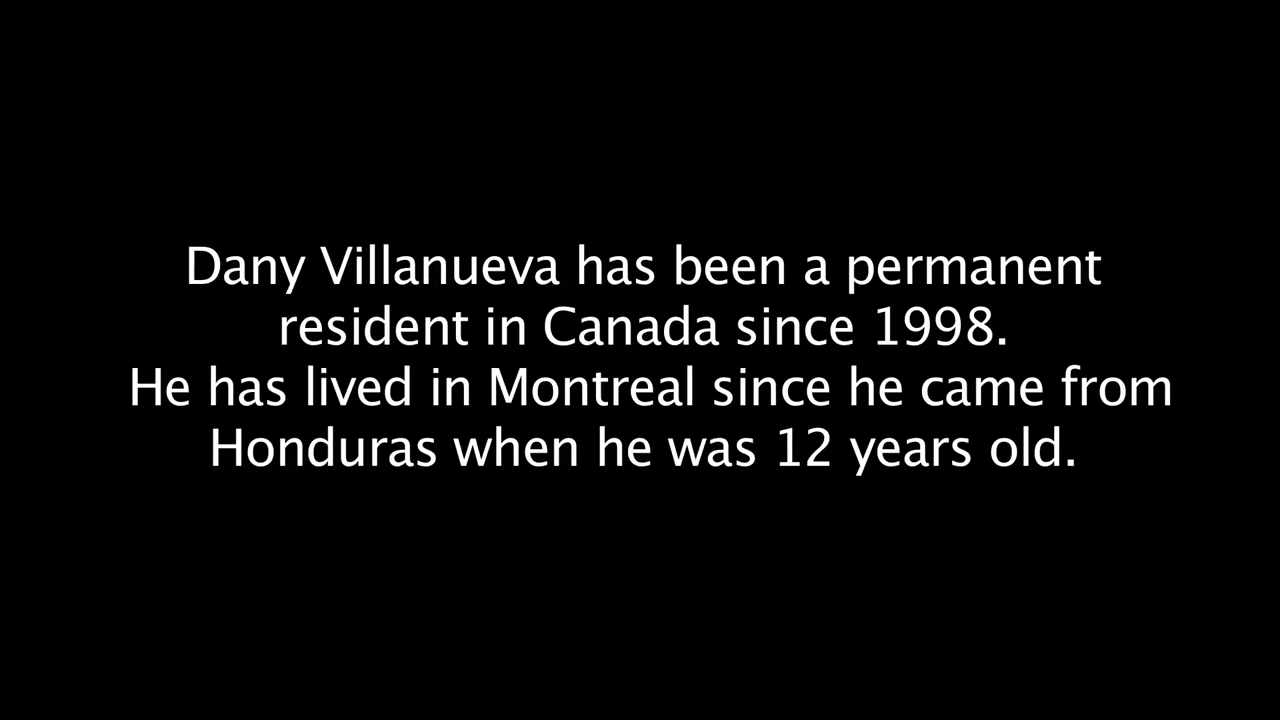 Dany Villanueva has been a permanent
resident in Canada since 1998.
He has lived in Montreal since he came from
Honduras when he was 12 years old.